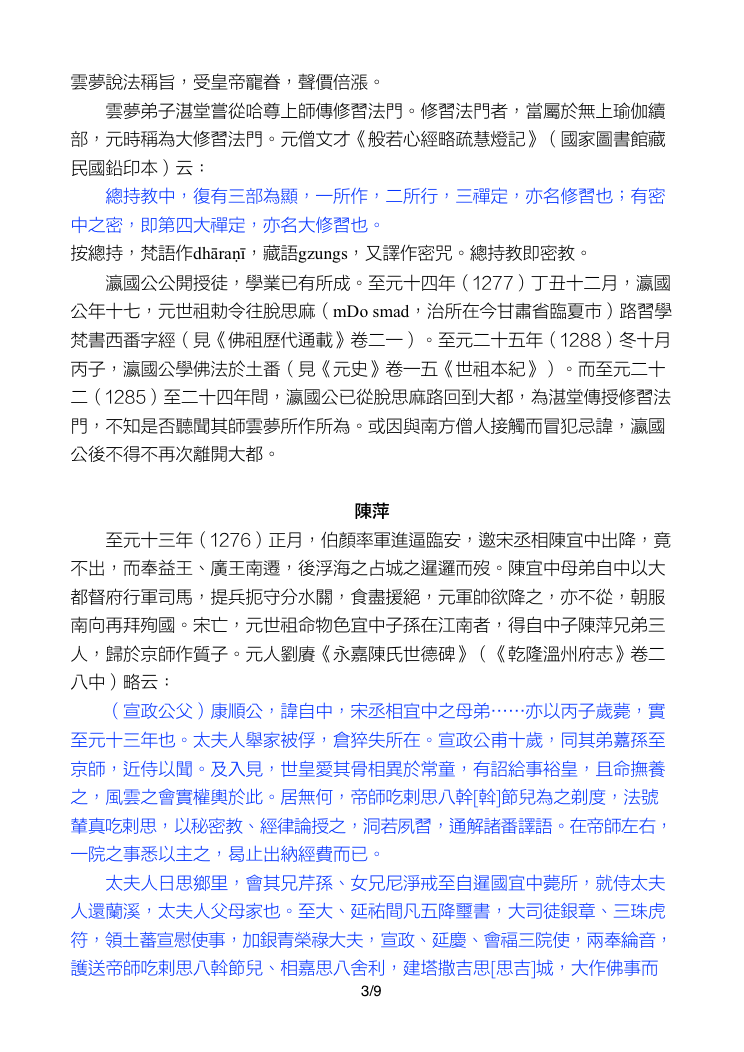 雲夢說法稱旨，受皇帝寵眷，聲價倍漲。
雲夢弟子湛堂嘗從哈尊上師傳修習法門。修習法門者，當屬於無上瑜伽續
部，元時稱為大修習法門。元僧文才《般若心經略疏慧燈記》（國家圖書館藏
民國鉛印本）云：
總持教中，復有三部為顯，一所作，二所行，三禪定，亦名修習也；有密
中之密，即第四大禪定，亦名大修習也。
按總持，梵語作dhāraṇī，藏語gzungs，又譯作密咒。總持教即密教。
瀛國公公開授徒，學業已有所成。至元十四年（1277）丁丑十二月，瀛國
公年十七，元世祖勅令往脫思麻（mDo smad，治所在今甘肅省臨夏市）路習學
梵書西番字經（見《佛祖歷代通載》卷二一）。至元二十五年（1288）冬十月
丙子，瀛國公學佛法於土番（見《元史》卷一五《世祖本紀》）。而至元二十
二（1285）至二十四年間，瀛國公已從脫思麻路回到大都，為湛堂傳授修習法
門，不知是否聽聞其師雲夢所作所為。或因與南方僧人接觸而冒犯忌諱，瀛國
公後不得不再次離開大都。
陳萍
至元十三年（1276）正月，伯顏率軍進逼臨安，邀宋丞相陳宜中出降，竟
不出，而奉益王、廣王南遷，後浮海之占城之暹邏而歿。陳宜中母弟自中以大
都督府行軍司馬，提兵扼守分水關，食盡援絕，元軍帥欲降之，亦不從，朝服
南向再拜殉國。宋亡，元世祖命物色宜中子孫在江南者，得自中子陳萍兄弟三
人，歸於京師作質子。元人劉賡《永嘉陳氏世德碑》（《乾隆溫州府志》卷二
八中）略云：
（宣政公父）康順公，諱自中，宋丞相宜中之母弟⋯⋯亦以丙子歲薨，實
至元十三年也。太夫人舉家被俘，倉猝失所在。宣政公甫十歲，同其弟薵孫至
京師，近侍以聞。及入見，世皇愛其骨相異於常童，有詔給事裕皇，且命撫養
之，風雲之會實權輿於此。居無何，帝師吃剌思八幹[斡]節兒為之剃度，法號
輦真吃剌思，以秘密教、經律論授之，洞若夙習，通解諸番譯語。在帝師左右，
一院之事悉以主之，曷止出納經費而已。
太夫人日思鄉里，會其兄芹孫、女兄尼淨戒至自暹國宜中薨所，就侍太夫
人還蘭溪，太夫人父母家也。至大、延祐間凡五降璽書，大司徒銀章、三珠虎
符，領土蕃宣慰使事，加銀青榮祿大夫，宣政、延慶、會福三院使，兩奉綸音，
護送帝師吃剌思八斡節兒、相嘉思八舍利，建塔撒吉思[思吉]城，大作佛事而
3/9